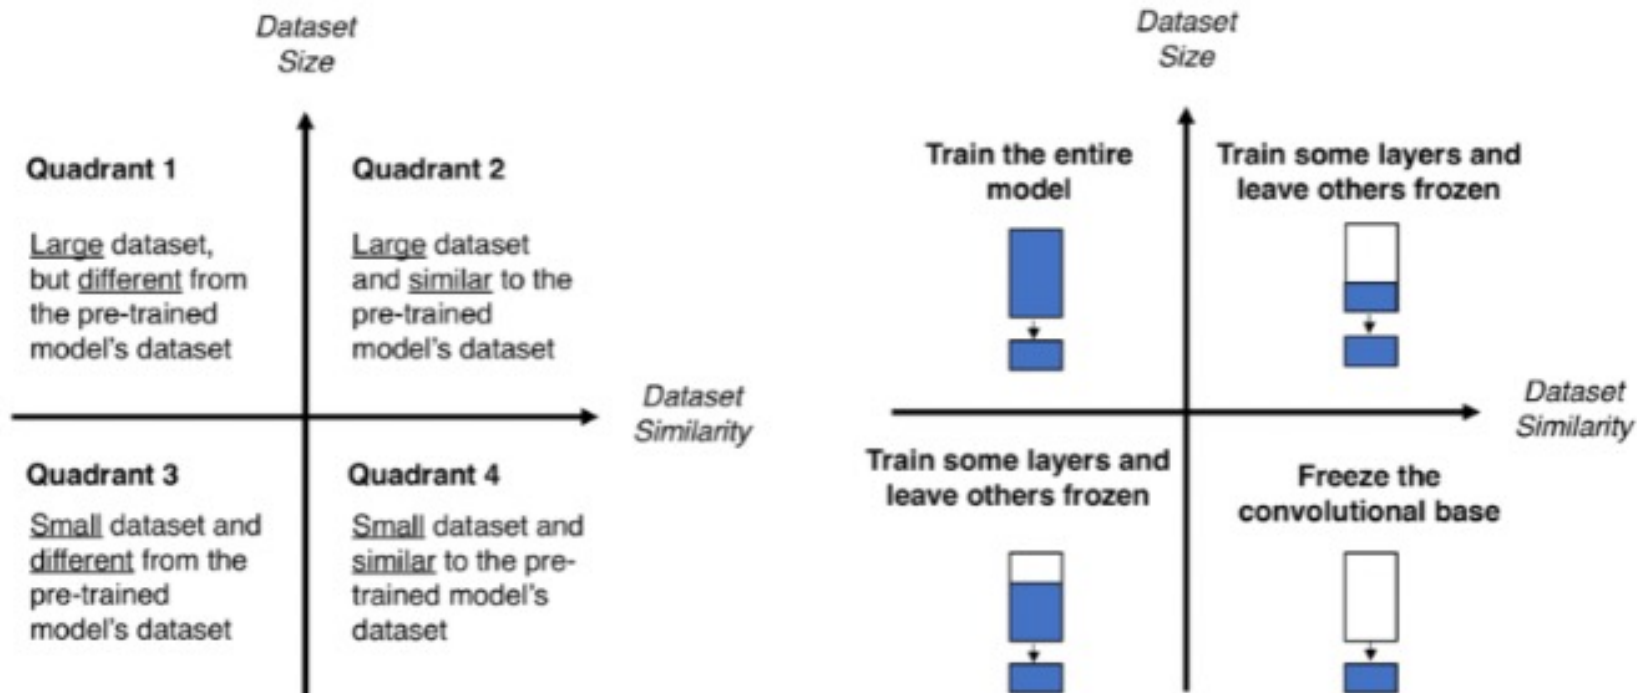 Dataset
Size
Quadrant 1
Large dataset,
but different from
the pre-trained
model's dataset
Quadrant 2
Large dataset
and similar to the
pre-trained
model's dataset
Dataset
Similarity
Quadrant 3
Small dataset and
different from the
pre-trained
model's dataset
Quadrant 4
Small dataset and
similar to the pre-
trained model's
dataset
Dataset
Size
Train the entire
model
Train some layers and
leave others frozen
Dataset
Similarity
Train some layers and
leave others frozen
Freeze the
convolutional base